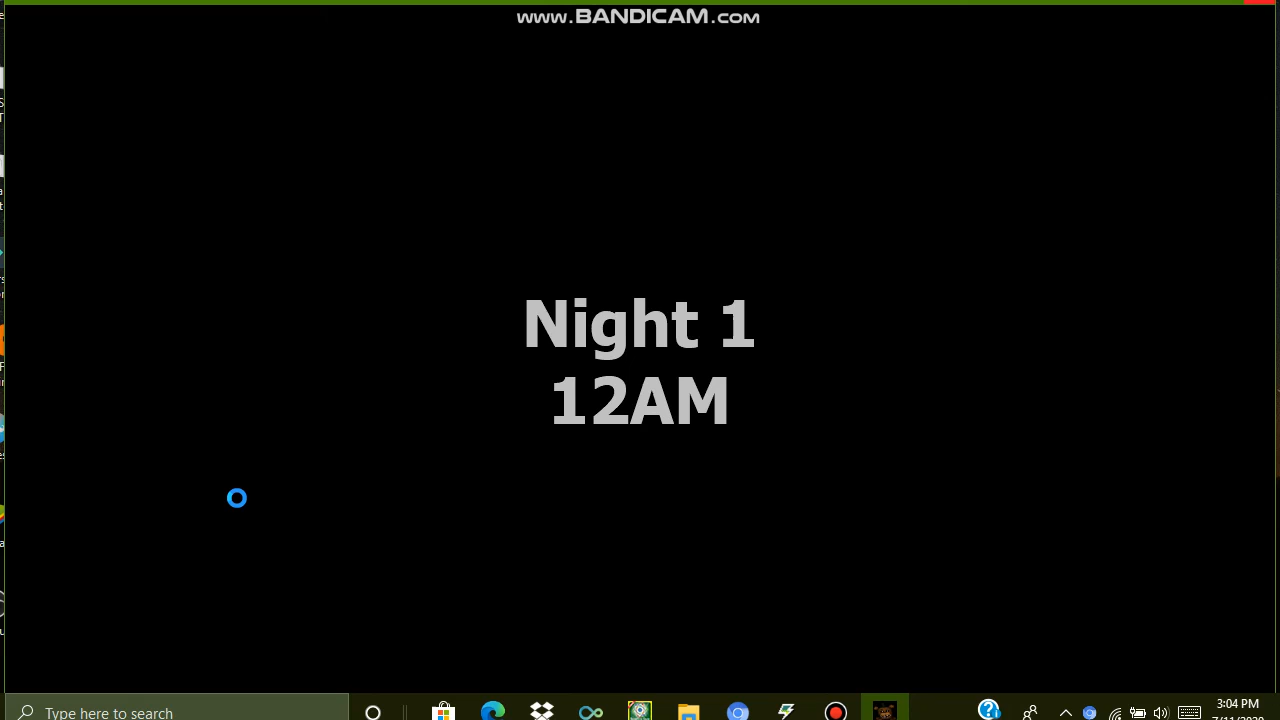 www.BANDICAM.com
Night 1
12AM
Type here to search
3:04 PM